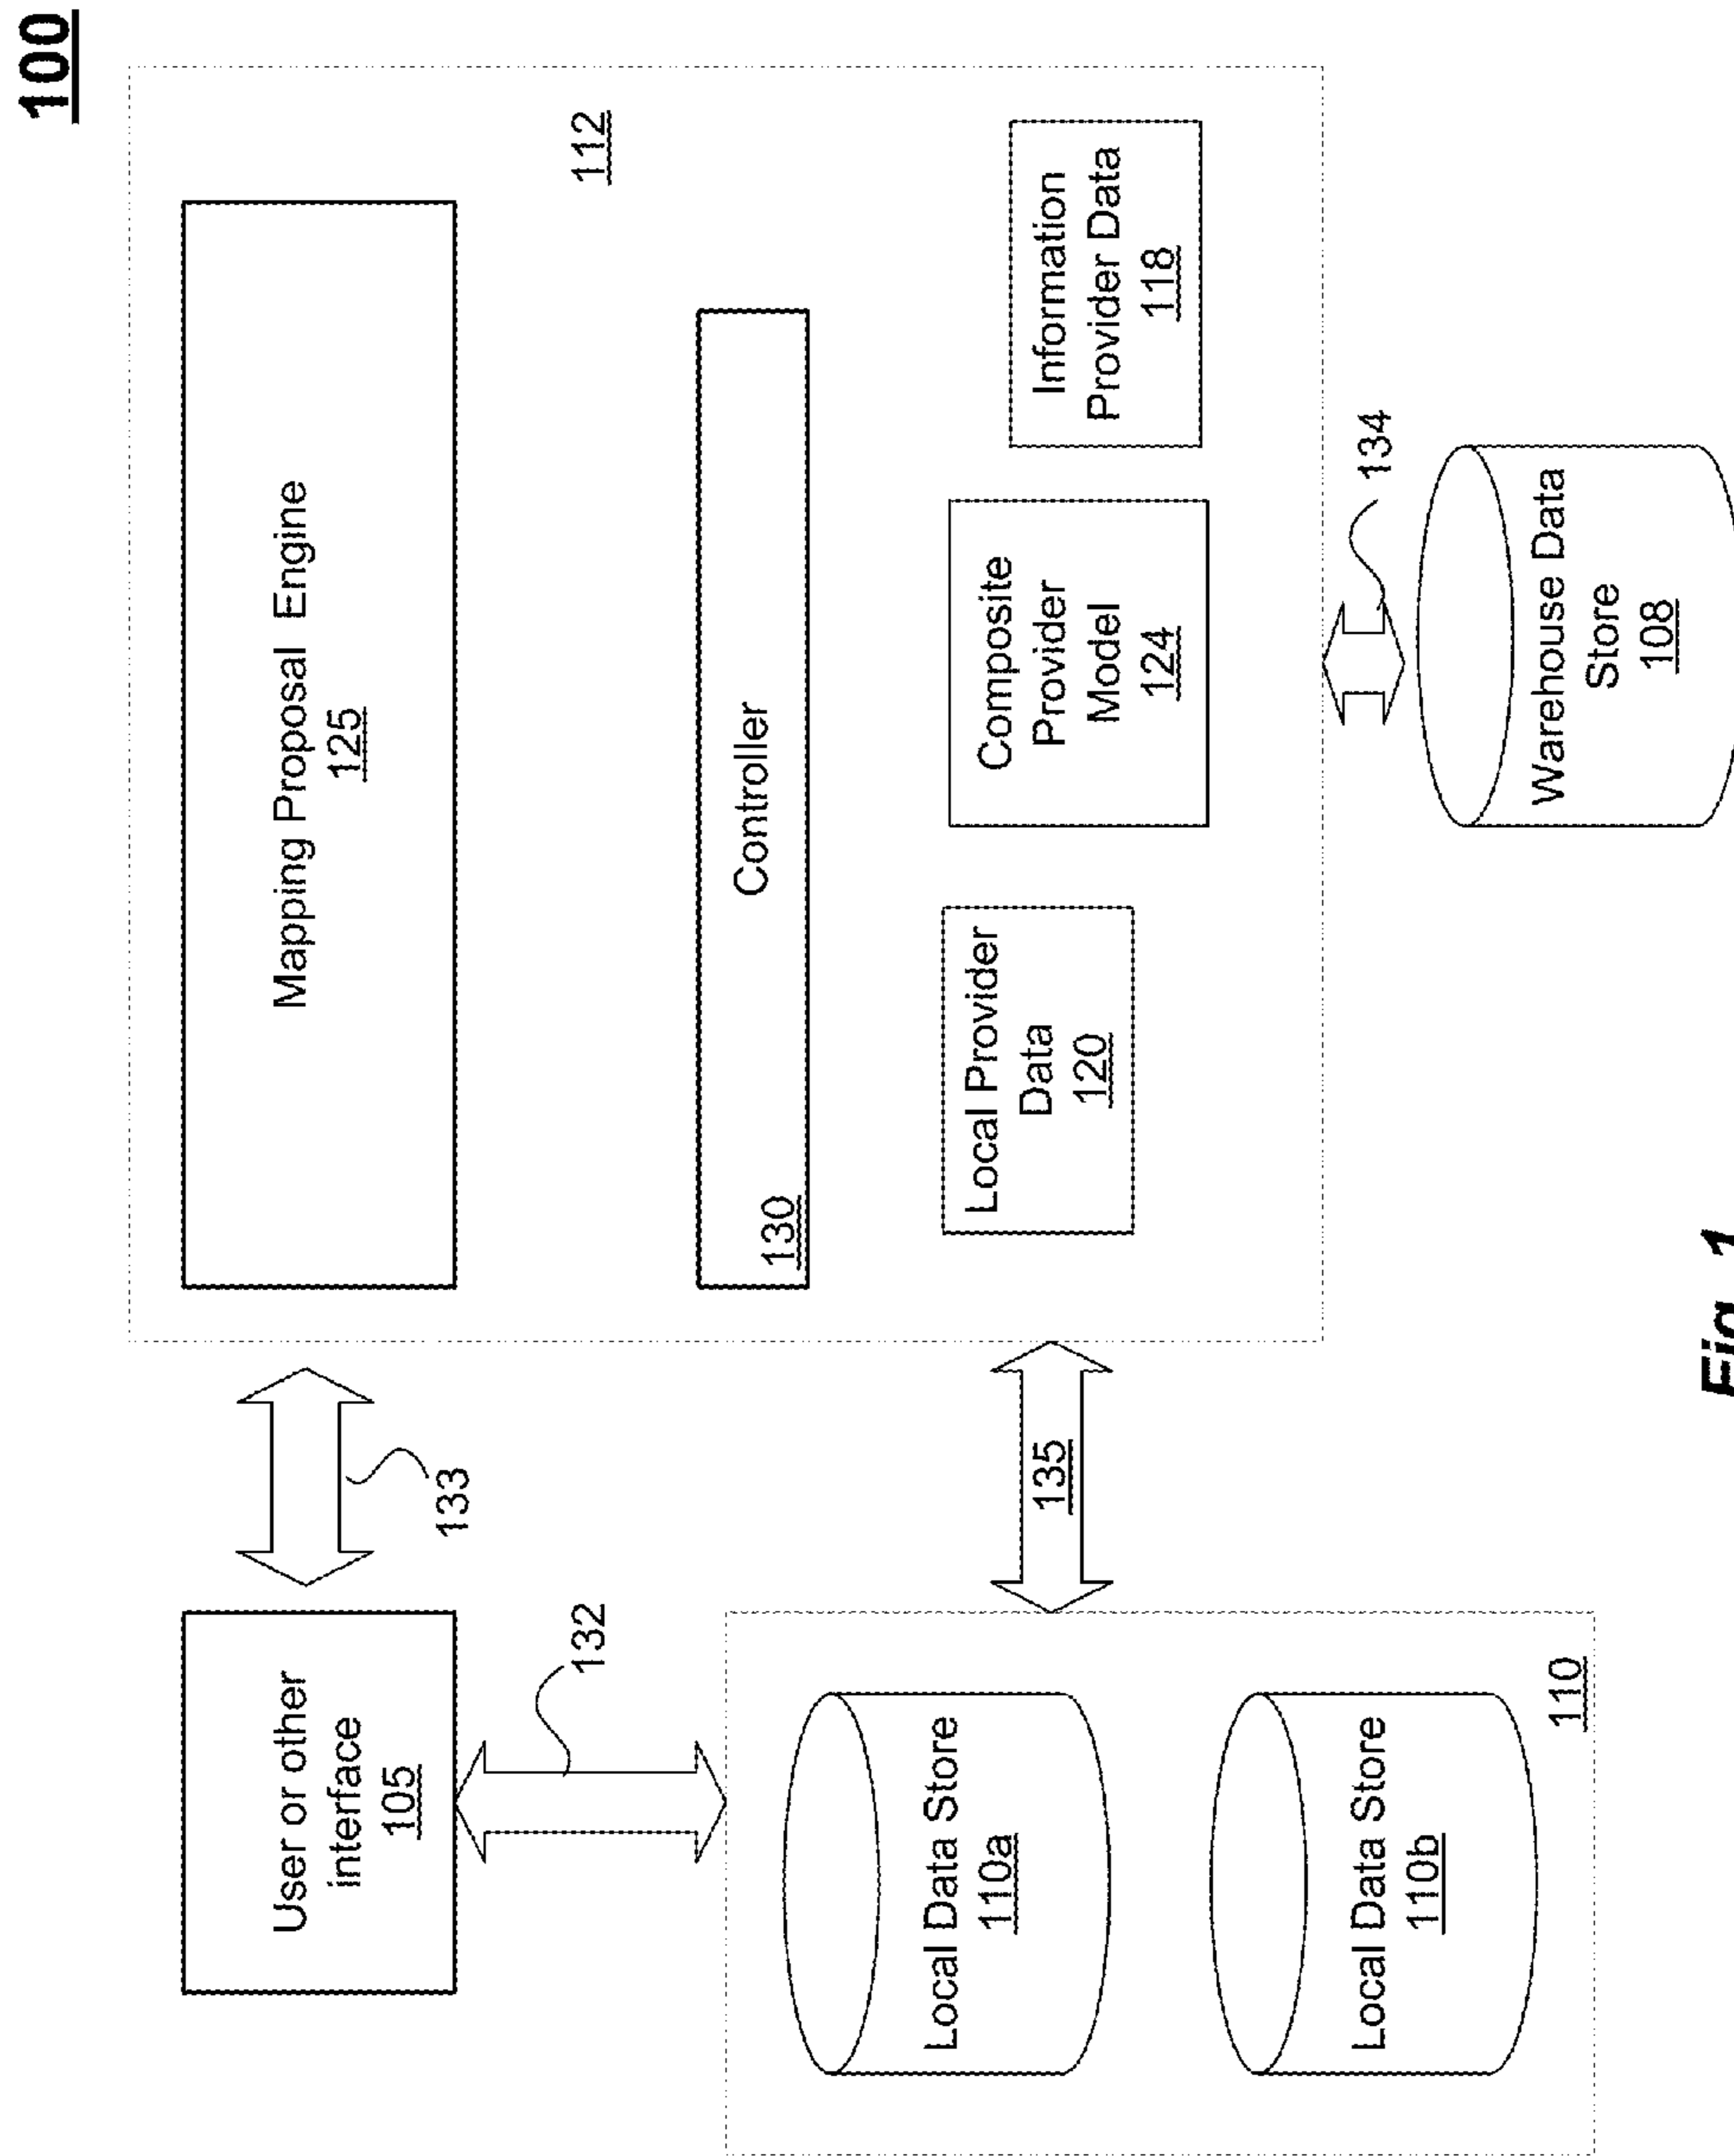 100
User or other
interface
105
133
Mapping Proposal Engine
125
112
132
130
Controller
Local Data Store
110a
Local Data Store
110b
110
135
Local Provider
Data
120
Composite
Provider
Model
124
Information
Provider Data
118
134
Warehouse Data
Store
108
Fig. 1